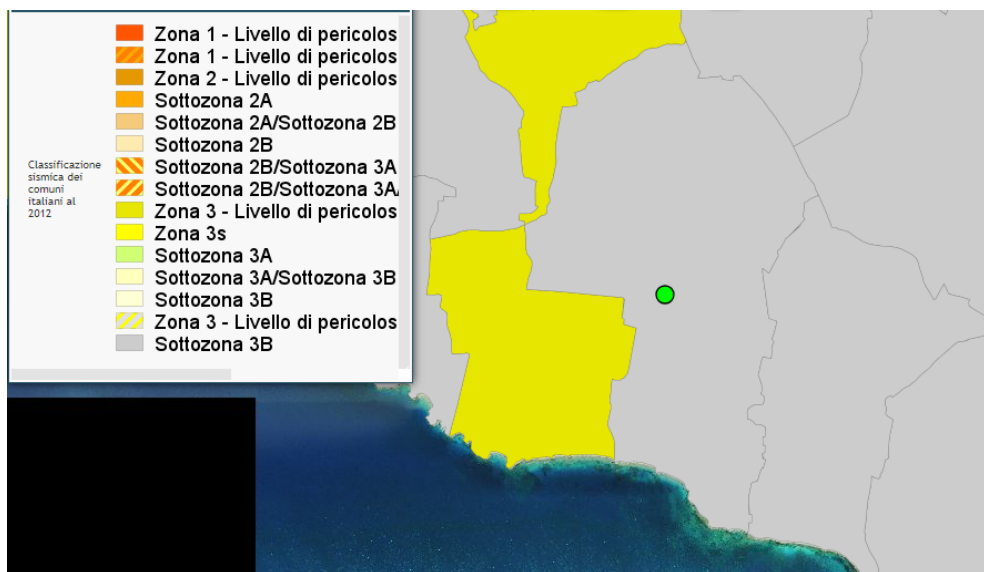 Zona 1 - Livello di pericolos
Zona 1 - Livello di pericolos
Zona 2 - Livello di pericolos
Sottozona 2A
Sottozona 2A/Sottozona 2B
Sottozona 2B
Sottozona 2B/Sottozona 3A
Sottozona 2B/Sottozona 3A/
Zona 3 - Livello di pericolos
Zona 3s
Sottozona 3A
Sottozona 3A/Sottozona 3B
Sottozona 3B
Zona 3 - Livello di pericolos
Sottozona 3B
Classificazione
sismica dei
comuni
italiani al
2012